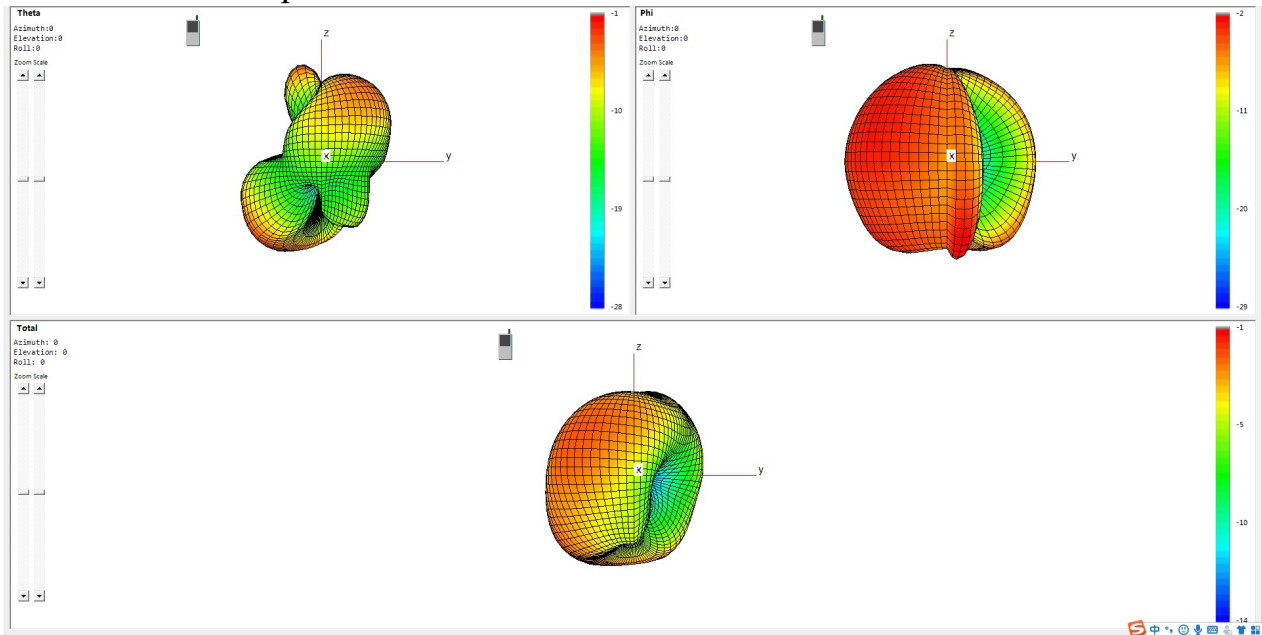 Theta
Azimuth:0
Elevation:0
Roll:0
Zoom Scale
z
x
y
-1
-10
-19
-28
Phi
Azimuth:0
Elevation:0
Roll:0
Zoom Scale
z
x
y
-2
-11
-20
-29
Total
Azimuth: 0
Elevation: 0
Roll: 0
Zoom Scale
z
x
y
-1
-5
-10
-14
中